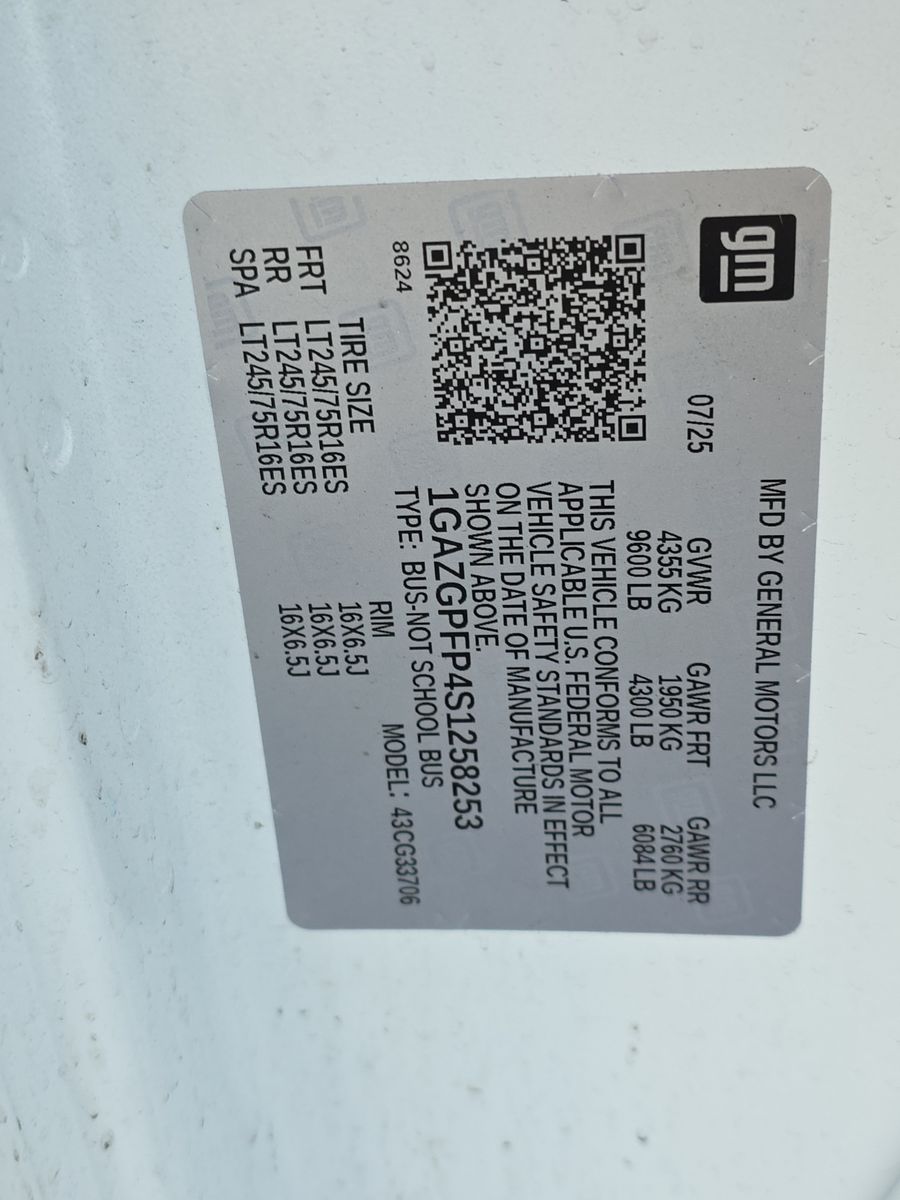 gm
MFD BY GENERAL MOTORS LLC
07/25
GVWR GAWR FRT GAWR RR
4355 KG 1950 KG 2760 KG
9600 LB 4300 LB 6084 LB
THIS VEHICLE CONFORMS TO ALL
APPLICABLE U.S. FEDERAL MOTOR
VEHICLE SAFETY STANDARDS IN EFFECT
ON THE DATE OF MANUFACTURE
SHOWN ABOVE.
1GAZGPFP4S1258253
TYPE: BUS-NOT SCHOOL BUS
8624
MODEL: 43CG33706
TIRE SIZE RIM
FRT LT245/75R16ES 16X6.5J
RR LT245/75R16ES 16X6.5J
SPA LT245/75R16ES 16X6.5J